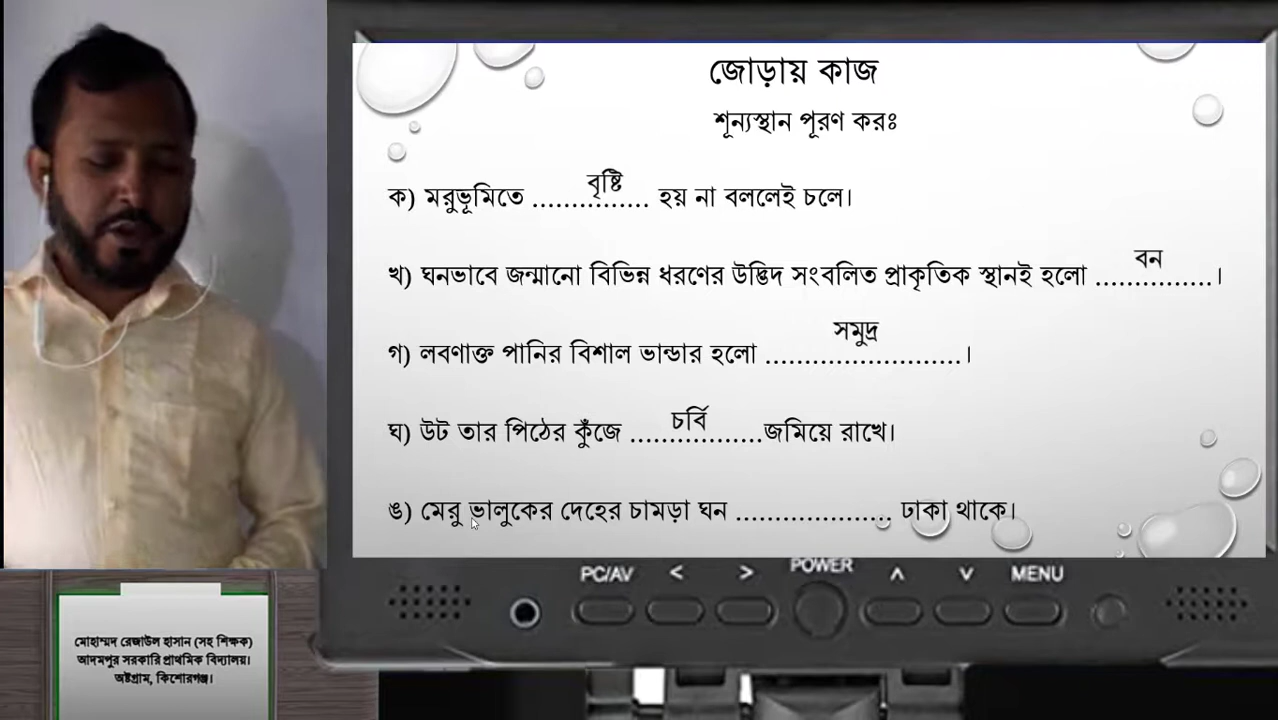 জোড়ায় কাজ
শূন্যস্থান পূরণ করঃ
ক) মরুভূমিতে ......বৃষ্টি...... হয় না বললেই চলে।
খ) ঘনভাবে জন্মানো বিভিন্ন ধরণের উদ্ভিদ সংবলিত প্রাকৃতিক স্থানই হলো ......বন......।
গ) লবণাক্ত পানির বিশাল ভান্ডার হলো .........সমুদ্র.........।
ঘ) উট তার পিঠের কুঁজে ......চর্বি......জমিয়ে রাখে।
ঙ) মেরু ভালুকের দেহের চামড়া ঘন .................... ঢাকা থাকে।
PC/AV < > POWER ʌ v MENU
মোহাম্মদ রেজাউল হাসান (সহ শিক্ষক)
আদমপুর সরকারি প্রাথমিক বিদ্যালয়।
অষ্টগ্রাম, কিশোরগঞ্জ।